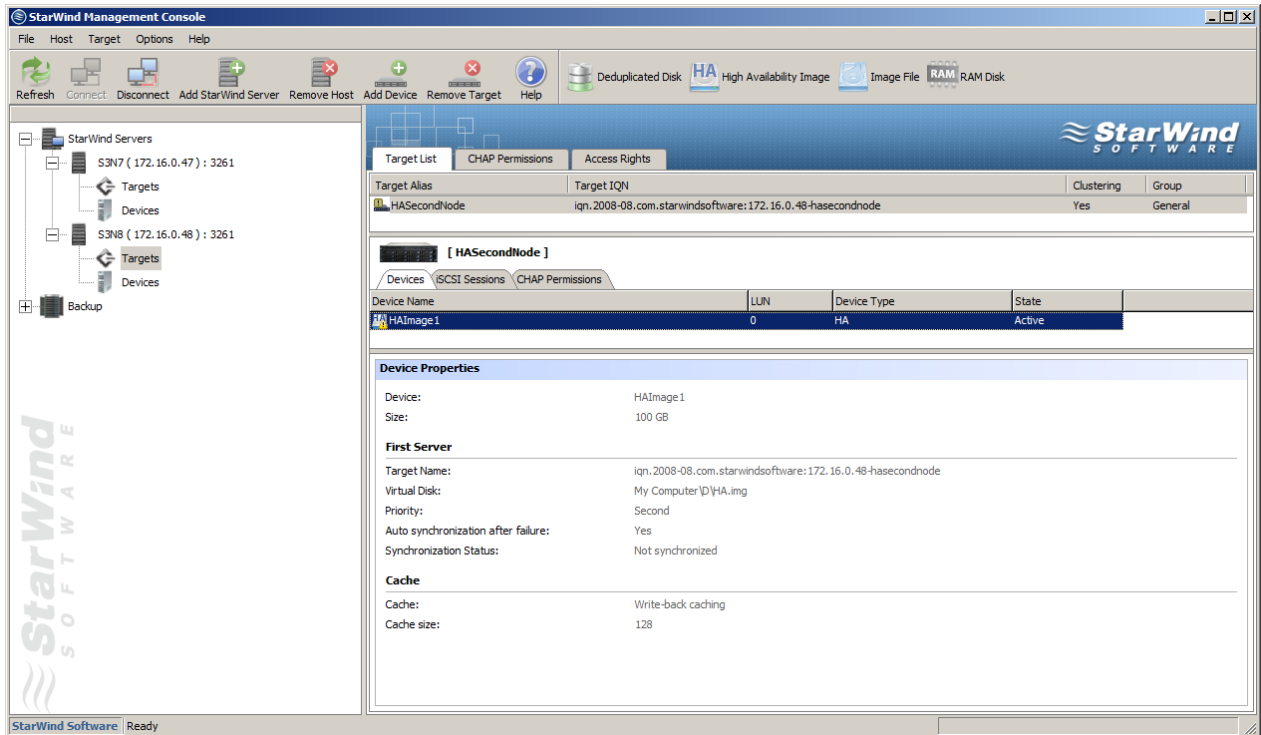 StarWind Management Console
File Host Target Options Help
Refresh Connect Disconnect Add StarWind Server Remove Host Add Device Remove Target Help Deduplicated Disk HA High Availability Image Image File RAM RAM Disk
StarWind Servers
S3N7 ( 172.16.0.47 ) : 3261
Targets
Devices
S3N8 ( 172.16.0.48 ) : 3261
Targets
Devices
Backup
StarWind
SOFTWARE
StarWind
SOFTWARE
Target List CHAP Permissions Access Rights
Target Alias Target IQN Clustering Group
HASecondNode iqn.2008-08.com.starwindsoftware:172.16.0.48-hasecondnode Yes General
[ HASecondNode ]
Devices iSCSI Sessions CHAP Permissions
Device Name LUN Device Type State
HAImage1 0 HA Active
Device Properties
Device: HAImage1
Size: 100 GB
First Server
Target Name: iqn.2008-08.com.starwindsoftware:172.16.0.48-hasecondnode
Virtual Disk: My Computer\D\HA.img
Priority: Second
Auto synchronization after failure: Yes
Synchronization Status: Not synchronized
Cache
Cache: Write-back caching
Cache size: 128
StarWind Software Ready